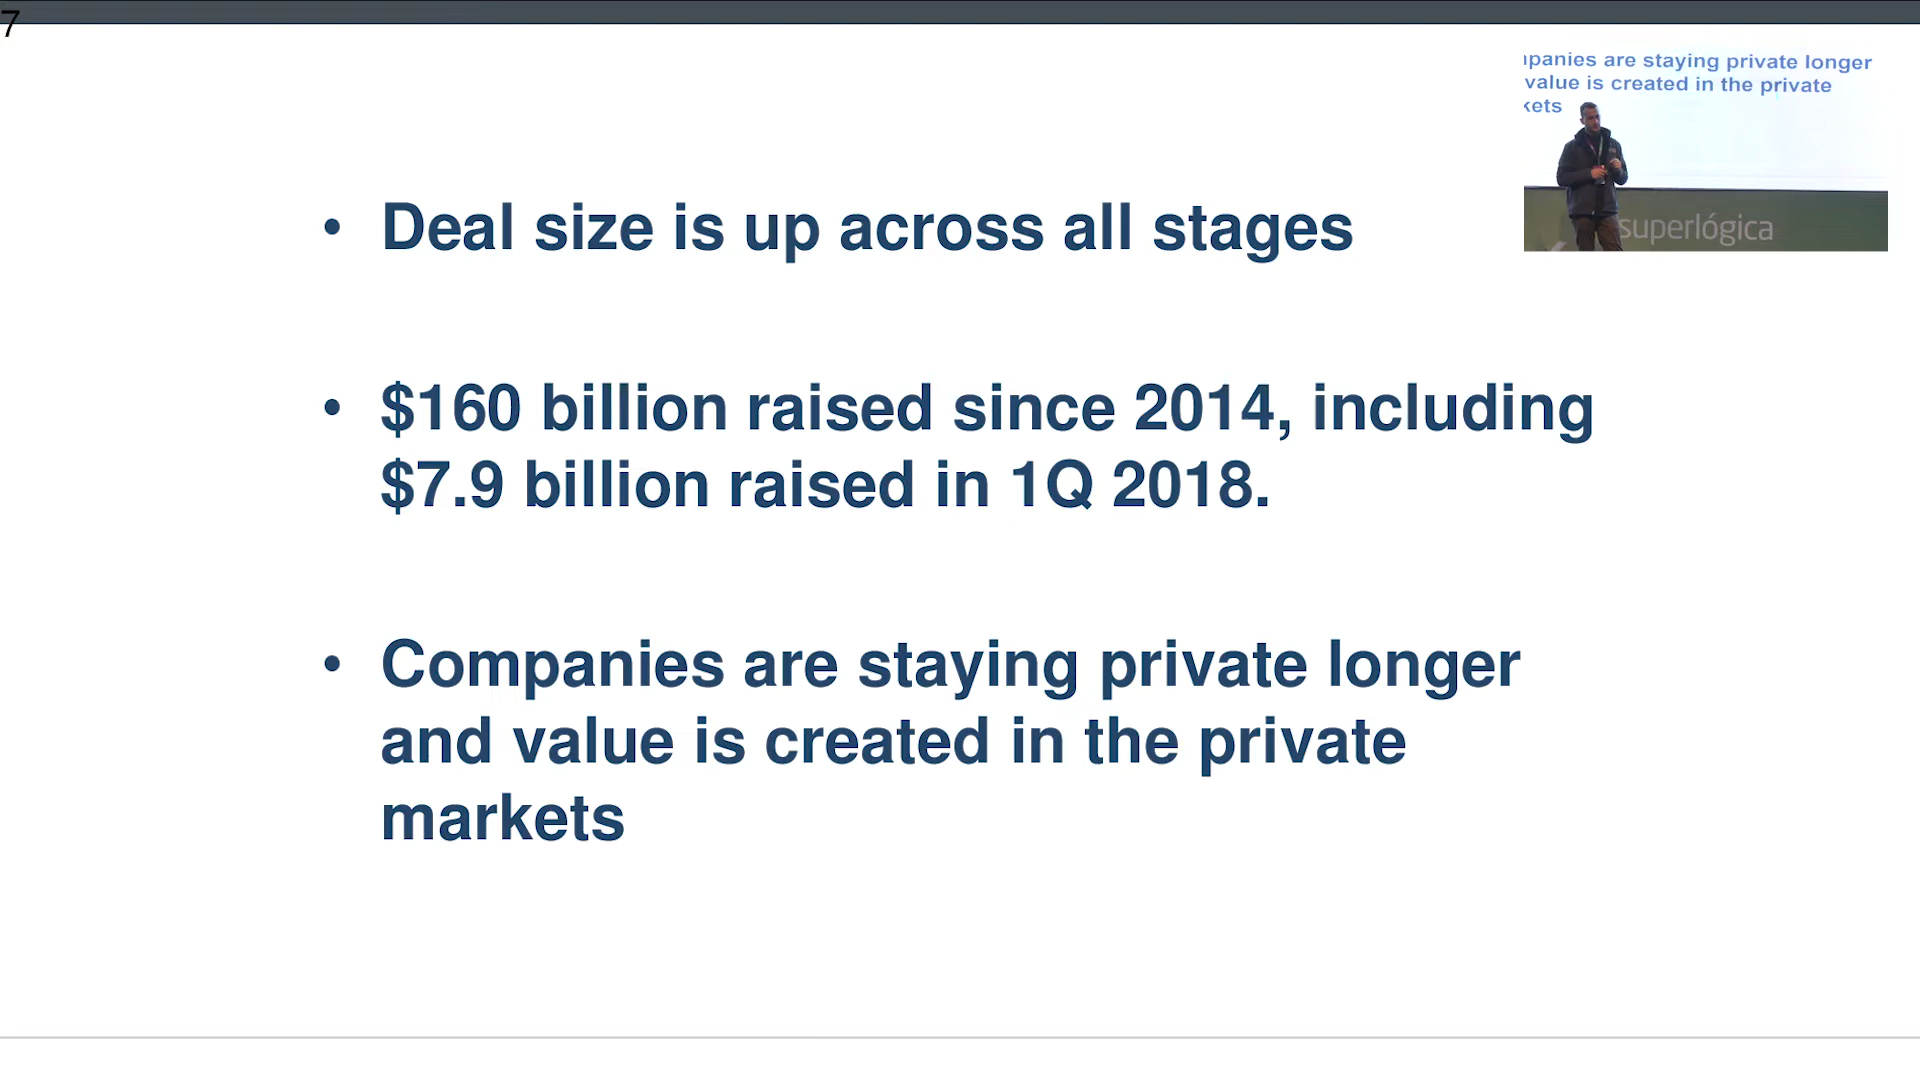 7
• Deal size is up across all stages
• $160 billion raised since 2014, including
$7.9 billion raised in 1Q 2018.
• Companies are staying private longer
and value is created in the private
markets
mpanies are staying private longer
value is created in the private
kets
superlógica